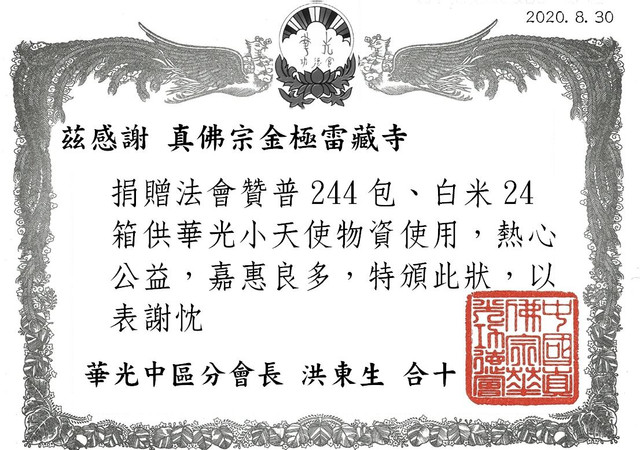 2020. 8. 30
華光
功德會
茲感謝 真佛宗金極雷藏寺
捐贈法會贊普 244 包、白米 24
箱供華光小天使物資使用，熱心
公益，嘉惠良多，特頒此狀，以
表謝忱
華光中區分會長 洪東生 合十
中國真
佛宗華
光功德會